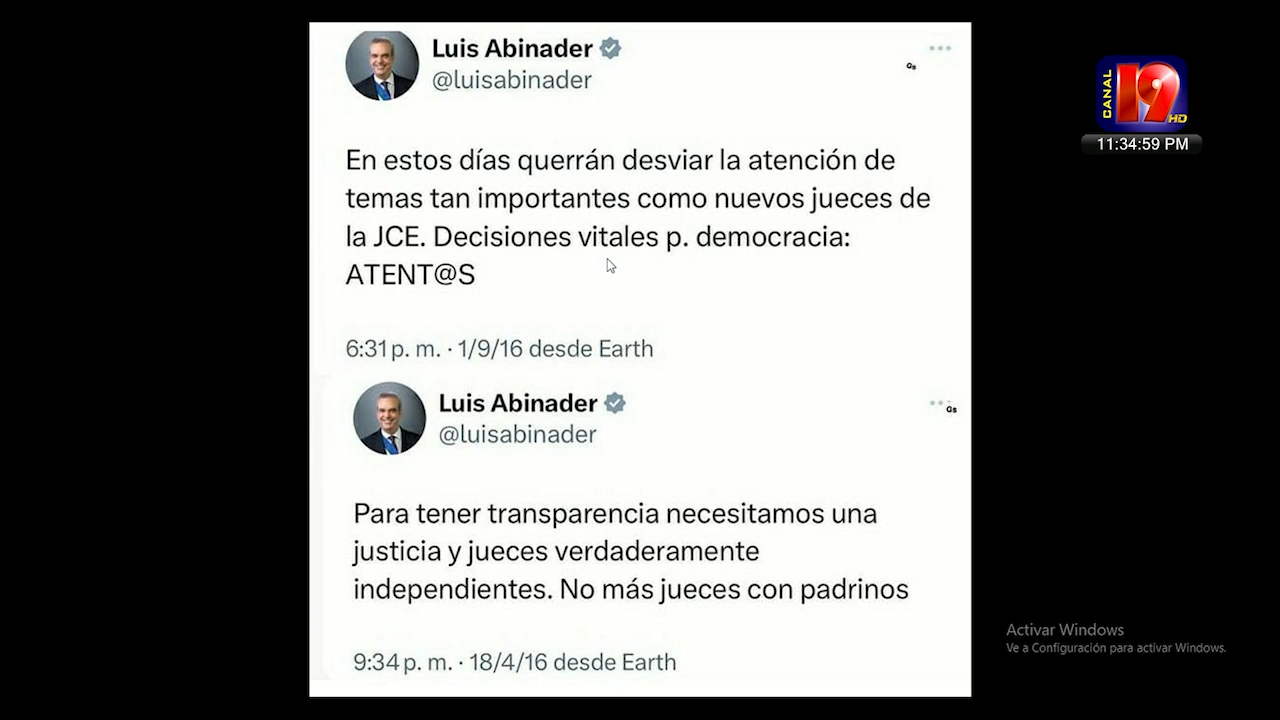 Luis Abinader
@luisabinader
Gs
CANAL 19 HD
11:34:59 PM
En estos días querrán desviar la atención de
temas tan importantes como nuevos jueces de
la JCE. Decisiones vitales p. democracia:
ATENT@S
6:31 p. m. · 1/9/16 desde Earth
Luis Abinader
@luisabinader
Gs
Para tener transparencia necesitamos una
justicia y jueces verdaderamente
independientes. No más jueces con padrinos
9:34 p. m. · 18/4/16 desde Earth
Activar Windows
Ve a Configuración para activar Windows.